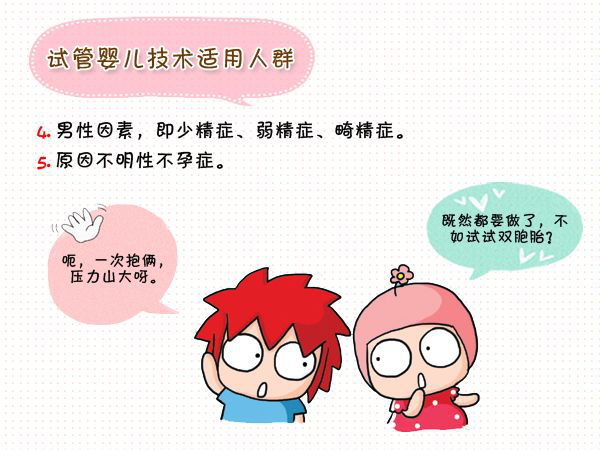 试管婴儿技术适用人群
4. 男性因素，即少精症、弱精症、畸精症。
5. 原因不明性不孕症。
既然都要做了，不
如试试双胞胎？
呃，一次抱俩，
压力山大呀。